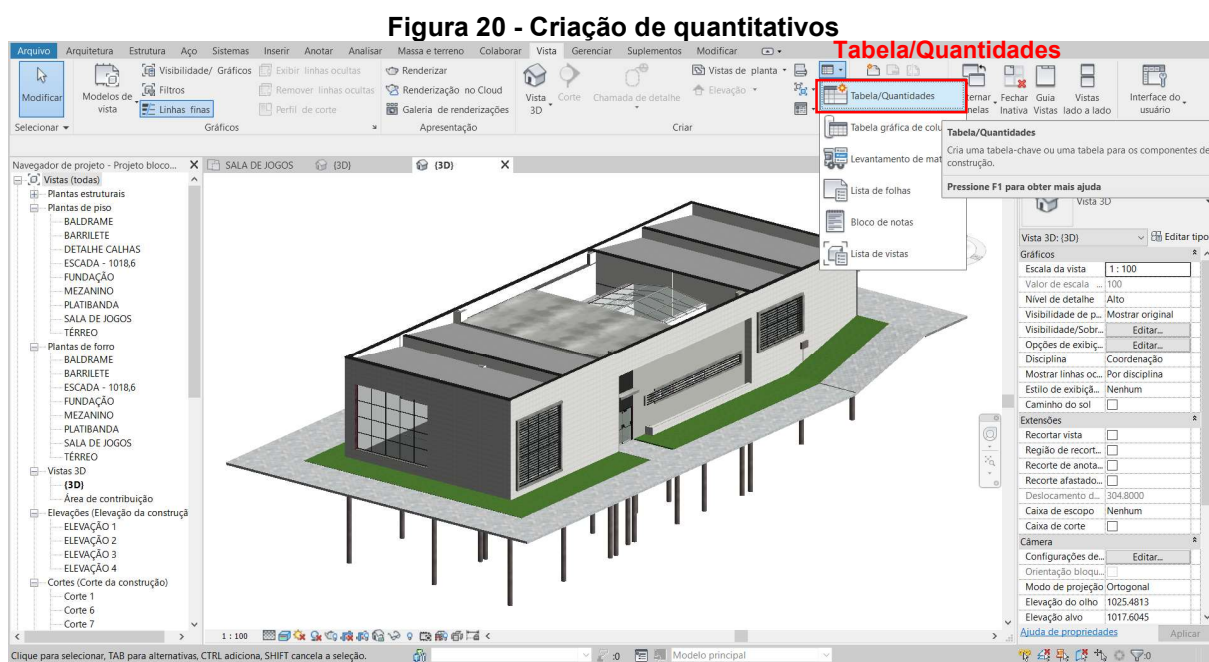 Figura 20 - Criação de quantitativos
Arquivo Arquitetura Estrutura Aço Sistemas Inserir Anotar Analisar Massa e terreno Colaborar Vista Gerenciar Suplementos Modificar
Tabela/Quantidades
Modificar
Selecionar
Modelos de vista
Visibilidade/ Gráficos
Filtros
Linhas finas
Exibir linhas ocultas
Remover linhas ocultas
Perfil de corte
Gráficos
Renderizar
Renderização no Cloud
Galeria de renderizações
Apresentação
Vista 3D
Corte
Chamada de detalhe
Vistas de planta
Elevação
Criar
Tabela/Quantidades
Tabela gráfica de colu
Levantamento de mat
Lista de folhas
Bloco de notas
Lista de vistas
ternar
nelas
Fechar Inativa
Guia Vistas
Vistas lado a lado
Interface do usuário
Tabela/Quantidades
Cria uma tabela-chave ou uma tabela para os componentes de
construção.
Pressione F1 para obter mais ajuda
Navegador de projeto - Projeto bloco... X
SALA DE JOGOS
{3D}
{3D} X
Vistas (todas)
Plantas estruturais
Plantas de piso
BALDRAME
BARRILETE
DETALHE CALHAS
ESCADA - 1018,6
FUNDAÇÃO
MEZANINO
PLATIBANDA
SALA DE JOGOS
TÉRREO
Plantas de forro
BALDRAME
BARRILETE
ESCADA - 1018,6
FUNDAÇÃO
MEZANINO
PLATIBANDA
SALA DE JOGOS
TÉRREO
Vistas 3D
{3D}
Área de contribuição
Elevações (Elevação da construçã
ELEVAÇÃO 1
ELEVAÇÃO 2
ELEVAÇÃO 3
ELEVAÇÃO 4
Cortes (Corte da construção)
Corte 1
Corte 6
Corte 7
Vista 3D
Vista 3D: {3D} Editar tipo
Gráficos
Escala da vista 1 : 100
Valor de escala ... 100
Nível de detalhe Alto
Visibilidade de p... Mostrar original
Visibilidade/Sobr... Editar...
Opções de exibiç... Editar...
Disciplina Coordenação
Mostrar linhas oc... Por disciplina
Estilo de exibiçã... Nenhum
Caminho do sol
Extensões
Recortar vista
Região de recort...
Recorte de anota...
Recorte afastado...
Deslocamento d... 304.8000
Caixa de escopo Nenhum
Caixa de corte
Câmera
Configurações de... Editar...
Orientação bloqu...
Modo de projeção Ortogonal
Elevação do olho 1025.4813
Elevação alvo 1017.6045
Ajuda de propriedades Aplicar
1 : 100
Clique para selecionar, TAB para alternativas, CTRL adiciona, SHIFT cancela a seleção.
:0
Modelo principal
:0